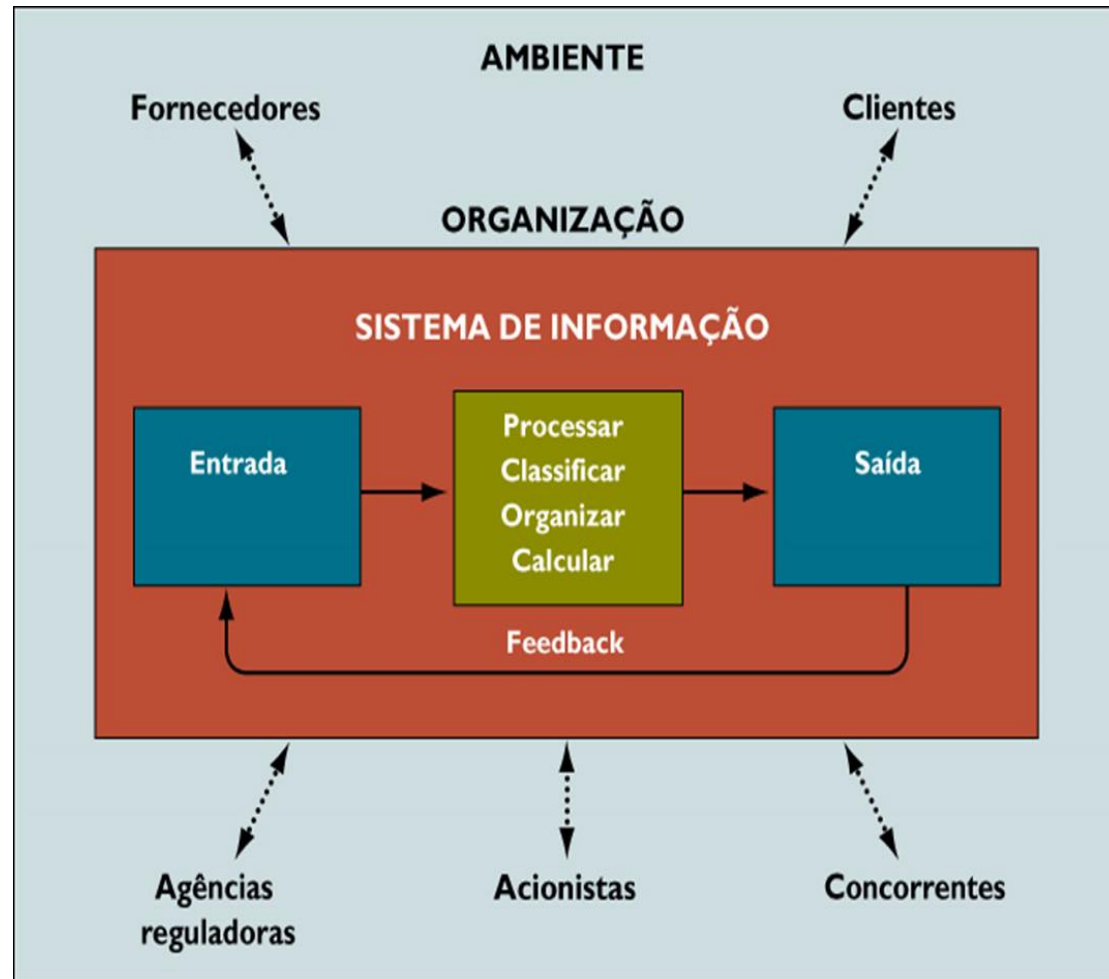 AMBIENTE
Fornecedores
Clientes
ORGANIZAÇÃO
SISTEMA DE INFORMAÇÃO
Entrada
Processar
Classificar
Organizar
Calcular
Saída
Feedback
Agências
reguladoras
Acionistas
Concorrentes